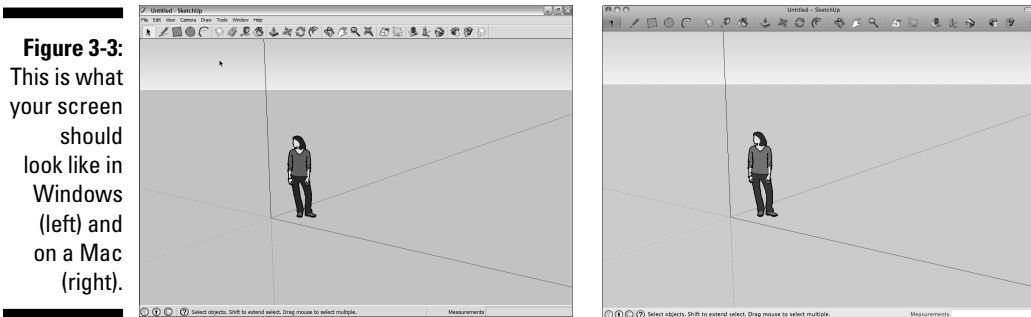 Figure 3-3:
This is what
your screen
should
look like in
Windows
(left) and
on a Mac
(right).
Untitled - SketchUp
File Edit View Camera Draw Tools Window Help
Select objects. Shift to extend select. Drag mouse to select multiple.
Measurements
Untitled - SketchUp
Select objects. Shift to extend select. Drag mouse to select multiple.
Measurements